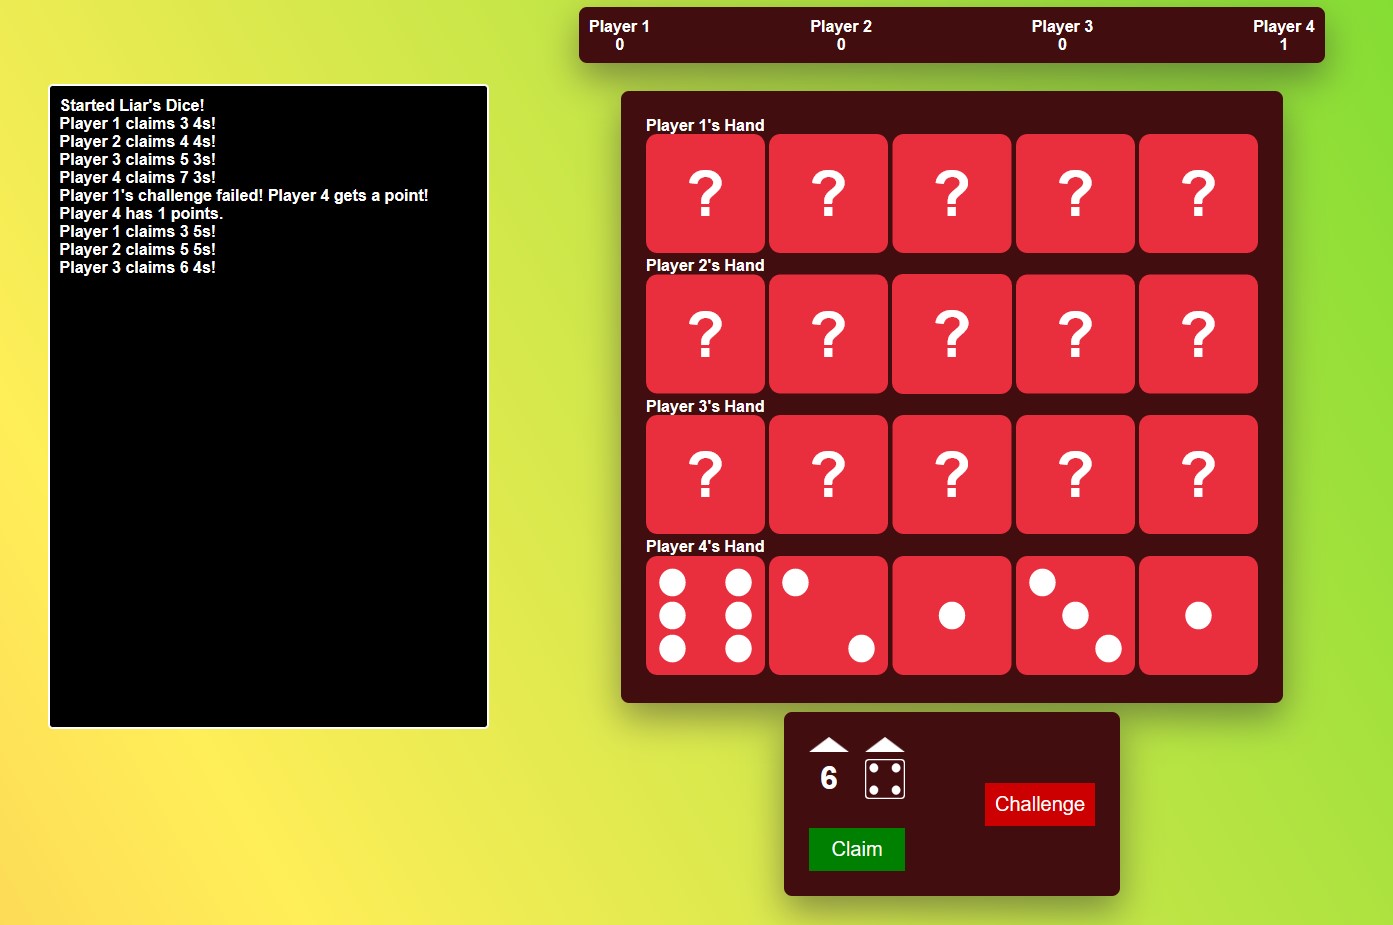 Player 1 Player 2 Player 3 Player 4
0 0 0 1
Started Liar's Dice!
Player 1 claims 3 4s!
Player 2 claims 4 4s!
Player 3 claims 5 3s!
Player 4 claims 7 3s!
Player 1's challenge failed! Player 4 gets a point!
Player 4 has 1 points.
Player 1 claims 3 5s!
Player 2 claims 5 5s!
Player 3 claims 6 4s!
Player 1's Hand
? ? ? ? ?
Player 2's Hand
? ? ? ? ?
Player 3's Hand
? ? ? ? ?
Player 4's Hand
6
Challenge
Claim